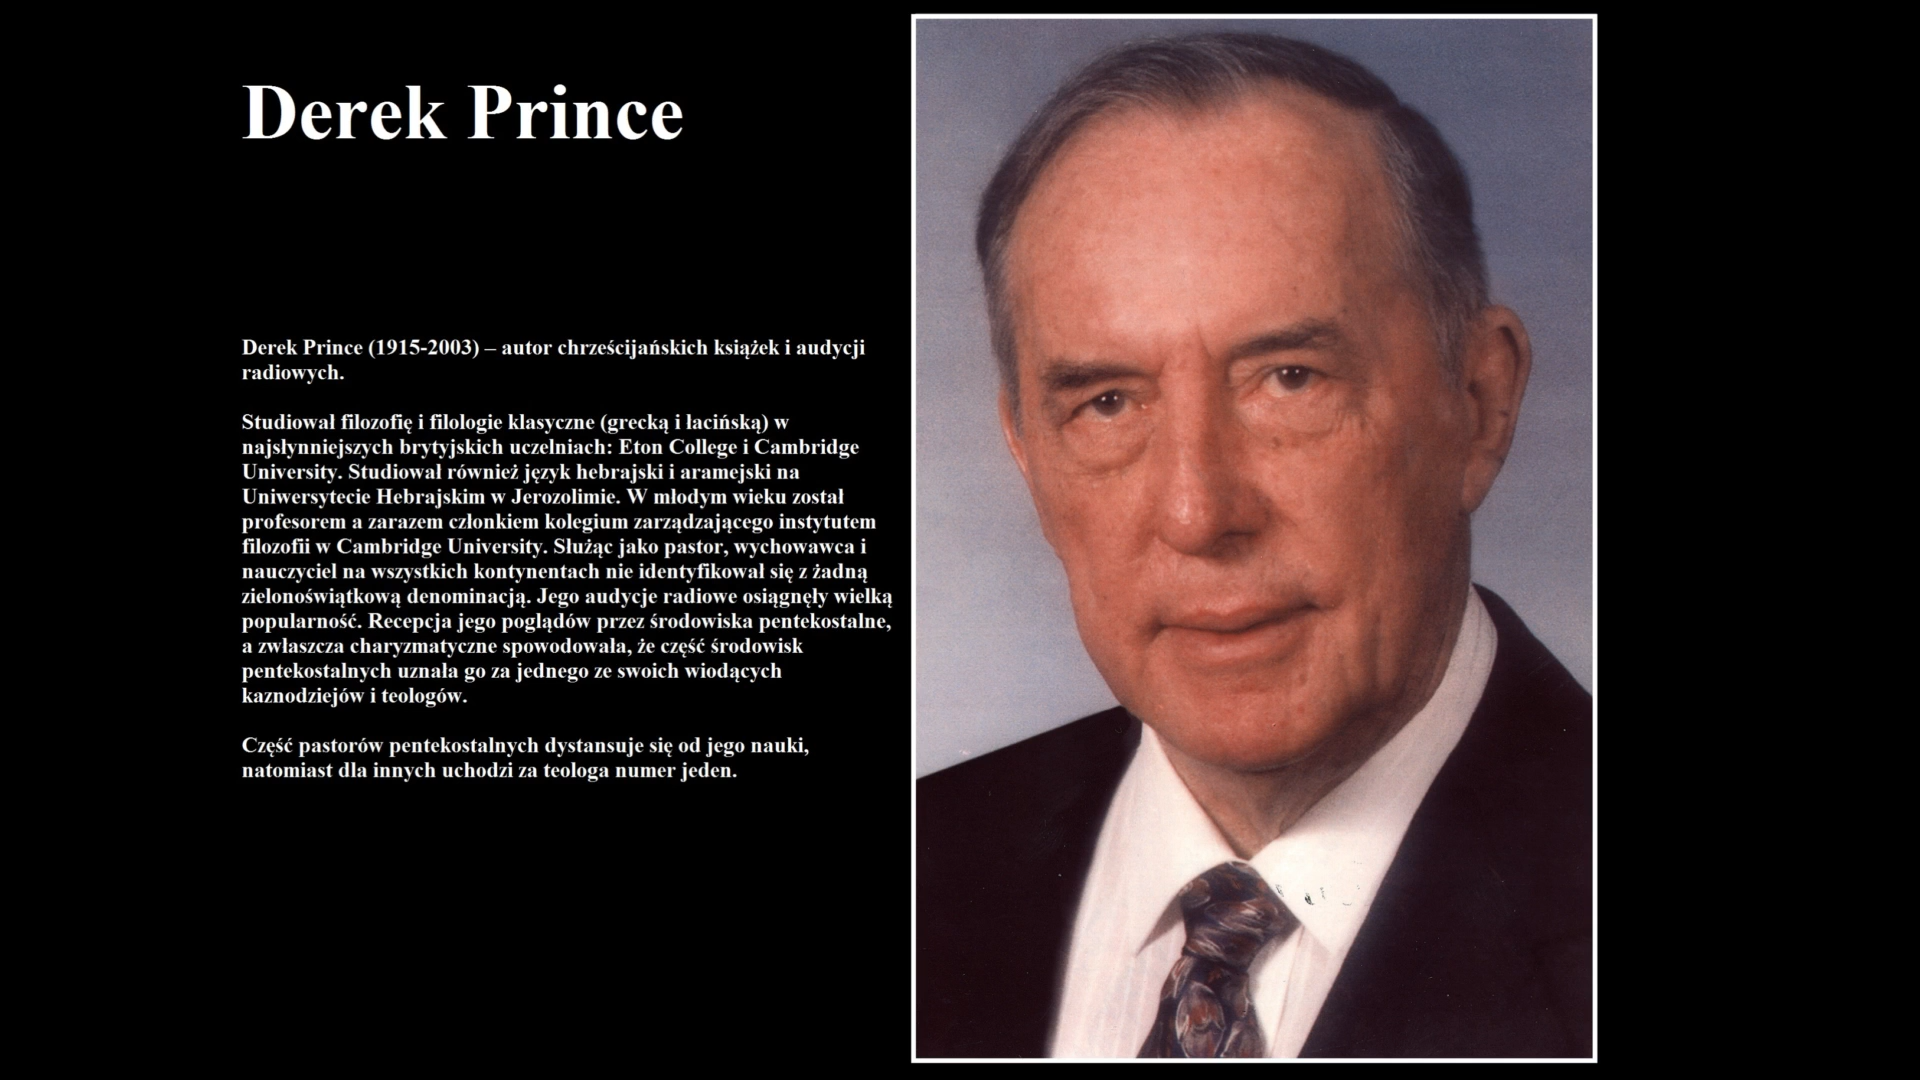 Derek Prince
Derek Prince (1915-2003) – autor chrześcijańskich książek i audycji
radiowych.
Studiował filozofię i filologie klasyczne (grecką i łacińską) w
najsłynniejszych brytyjskich uczelniach: Eton College i Cambridge
University. Studiował również język hebrajski i aramejski na
Uniwersytecie Hebrajskim w Jerozolimie. W młodym wieku został
profesorem a zarazem członkiem kolegium zarządzającego instytutem
filozofii w Cambridge University. Służąc jako pastor, wychowawca i
nauczyciel na wszystkich kontynentach nie identyfikował się z żadną
zielonoświątkową denominacją. Jego audycje radiowe osiągnęły wielką
popularność. Recepcja jego poglądów przez środowiska pentekostalne,
a zwłaszcza charyzmatyczne spowodowała, że część środowisk
pentekostalnych uznała go za jednego ze swoich wiodących
kaznodziejów i teologów.
Część pastorów pentekostalnych dystansuje się od jego nauki,
natomiast dla innych uchodzi za teologa numer jeden.